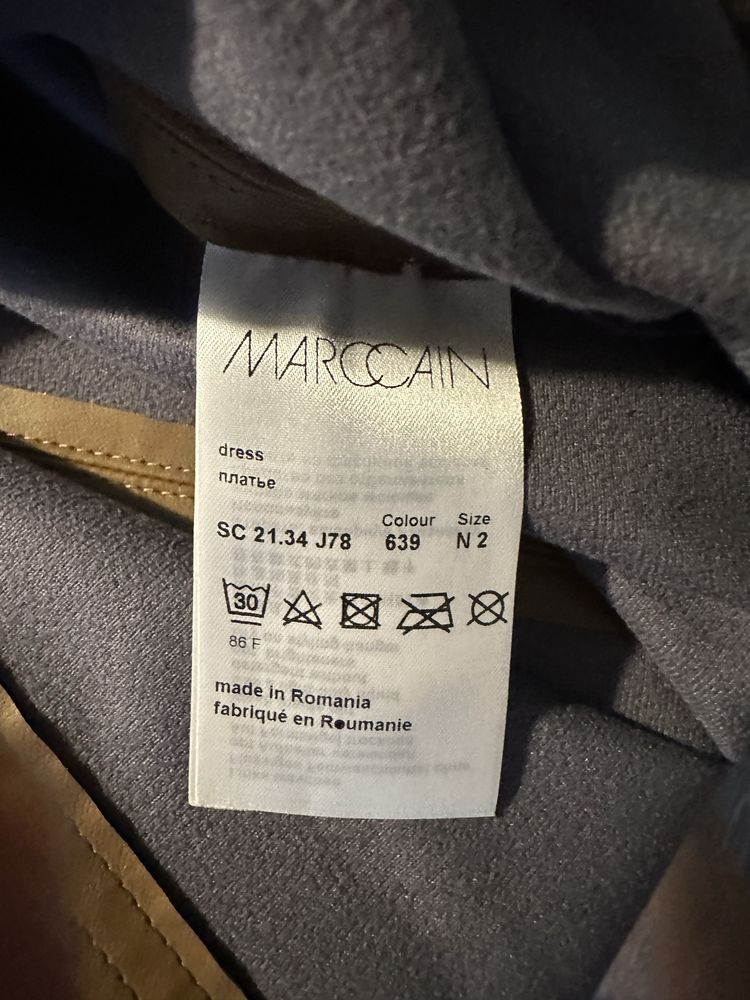 MARCCAIN
dress
платье
Colour Size
SC 21.34 J78 639 N 2
30
86 F
made in Romania
fabriqué en Roumanie